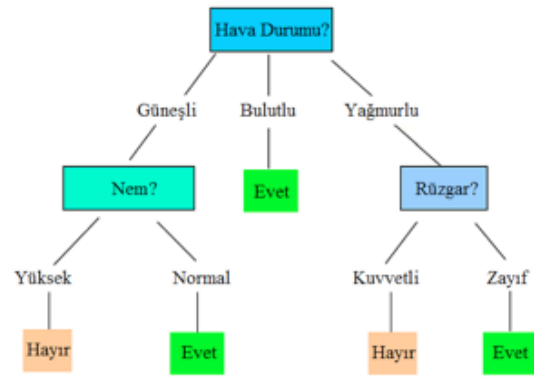 Hava Durumu?
Güneşli Bulutlu Yağmurlu
Nem? Evet Rüzgar?
Yüksek Normal Kuvvetli Zayıf
Hayır Evet Hayır Evet